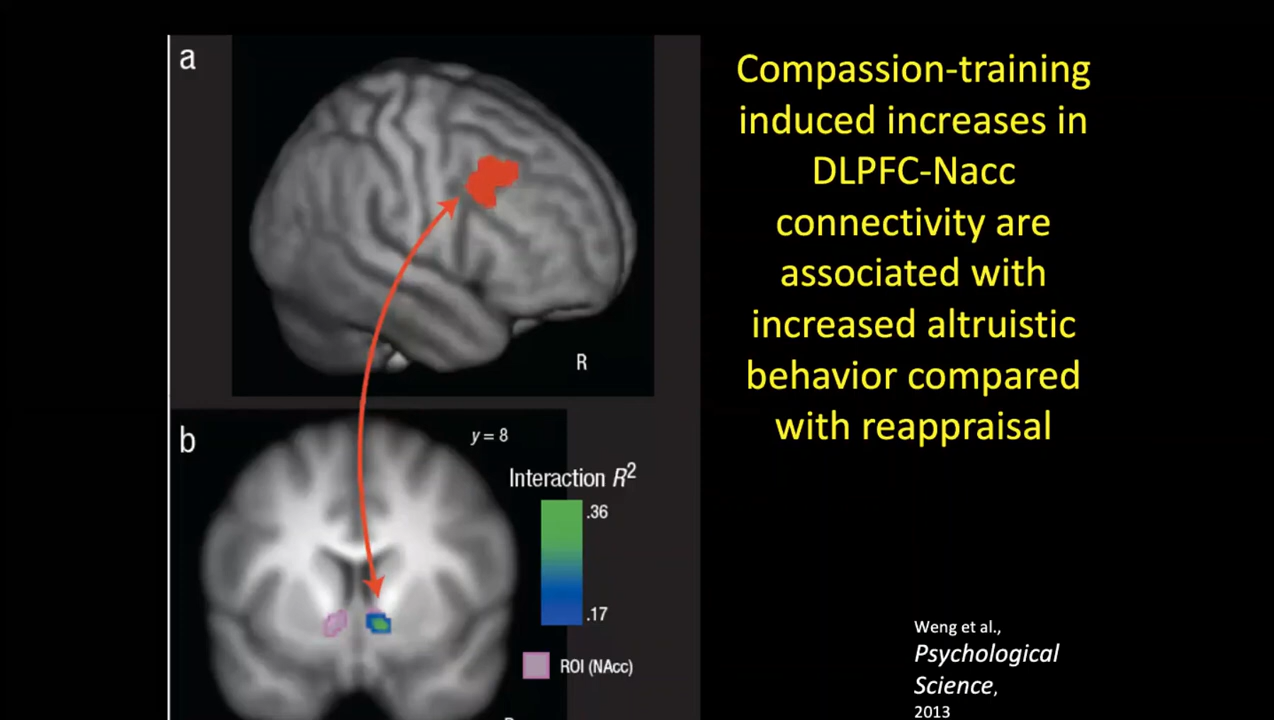 a
R
b
y = 8
Interaction R²
.36
.17
ROI (NAcc)
Compassion-training
induced increases in
DLPFC-Nacc
connectivity are
associated with
increased altruistic
behavior compared
with reappraisal
Weng et al.,
Psychological
Science,
2013